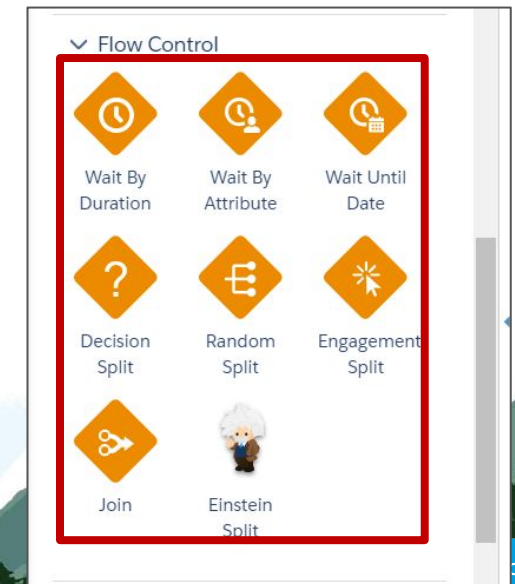 Flow Control
Wait By Duration
Wait By Attribute
Wait Until Date
Decision Split
Random Split
Engagement Split
Join
Einstein Split